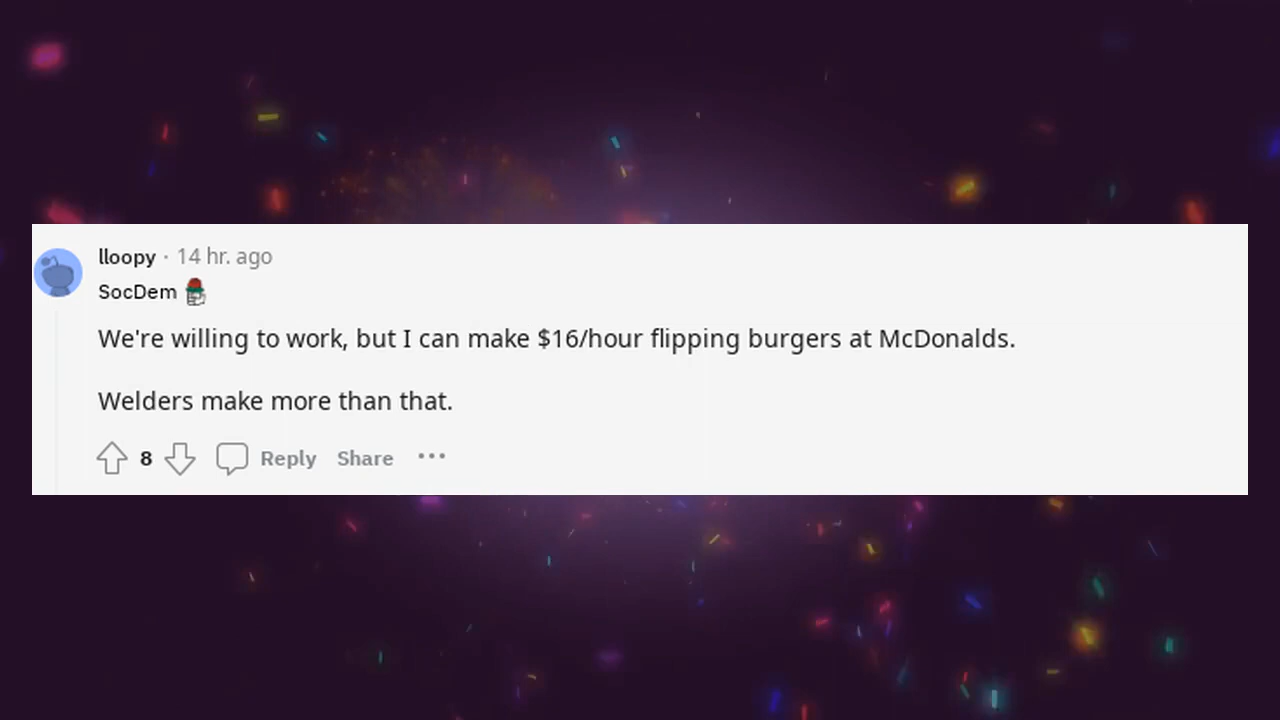 lloopy · 14 hr. ago
SocDem
We're willing to work, but I can make $16/hour flipping burgers at McDonalds.
Welders make more than that.
8 Reply Share ···